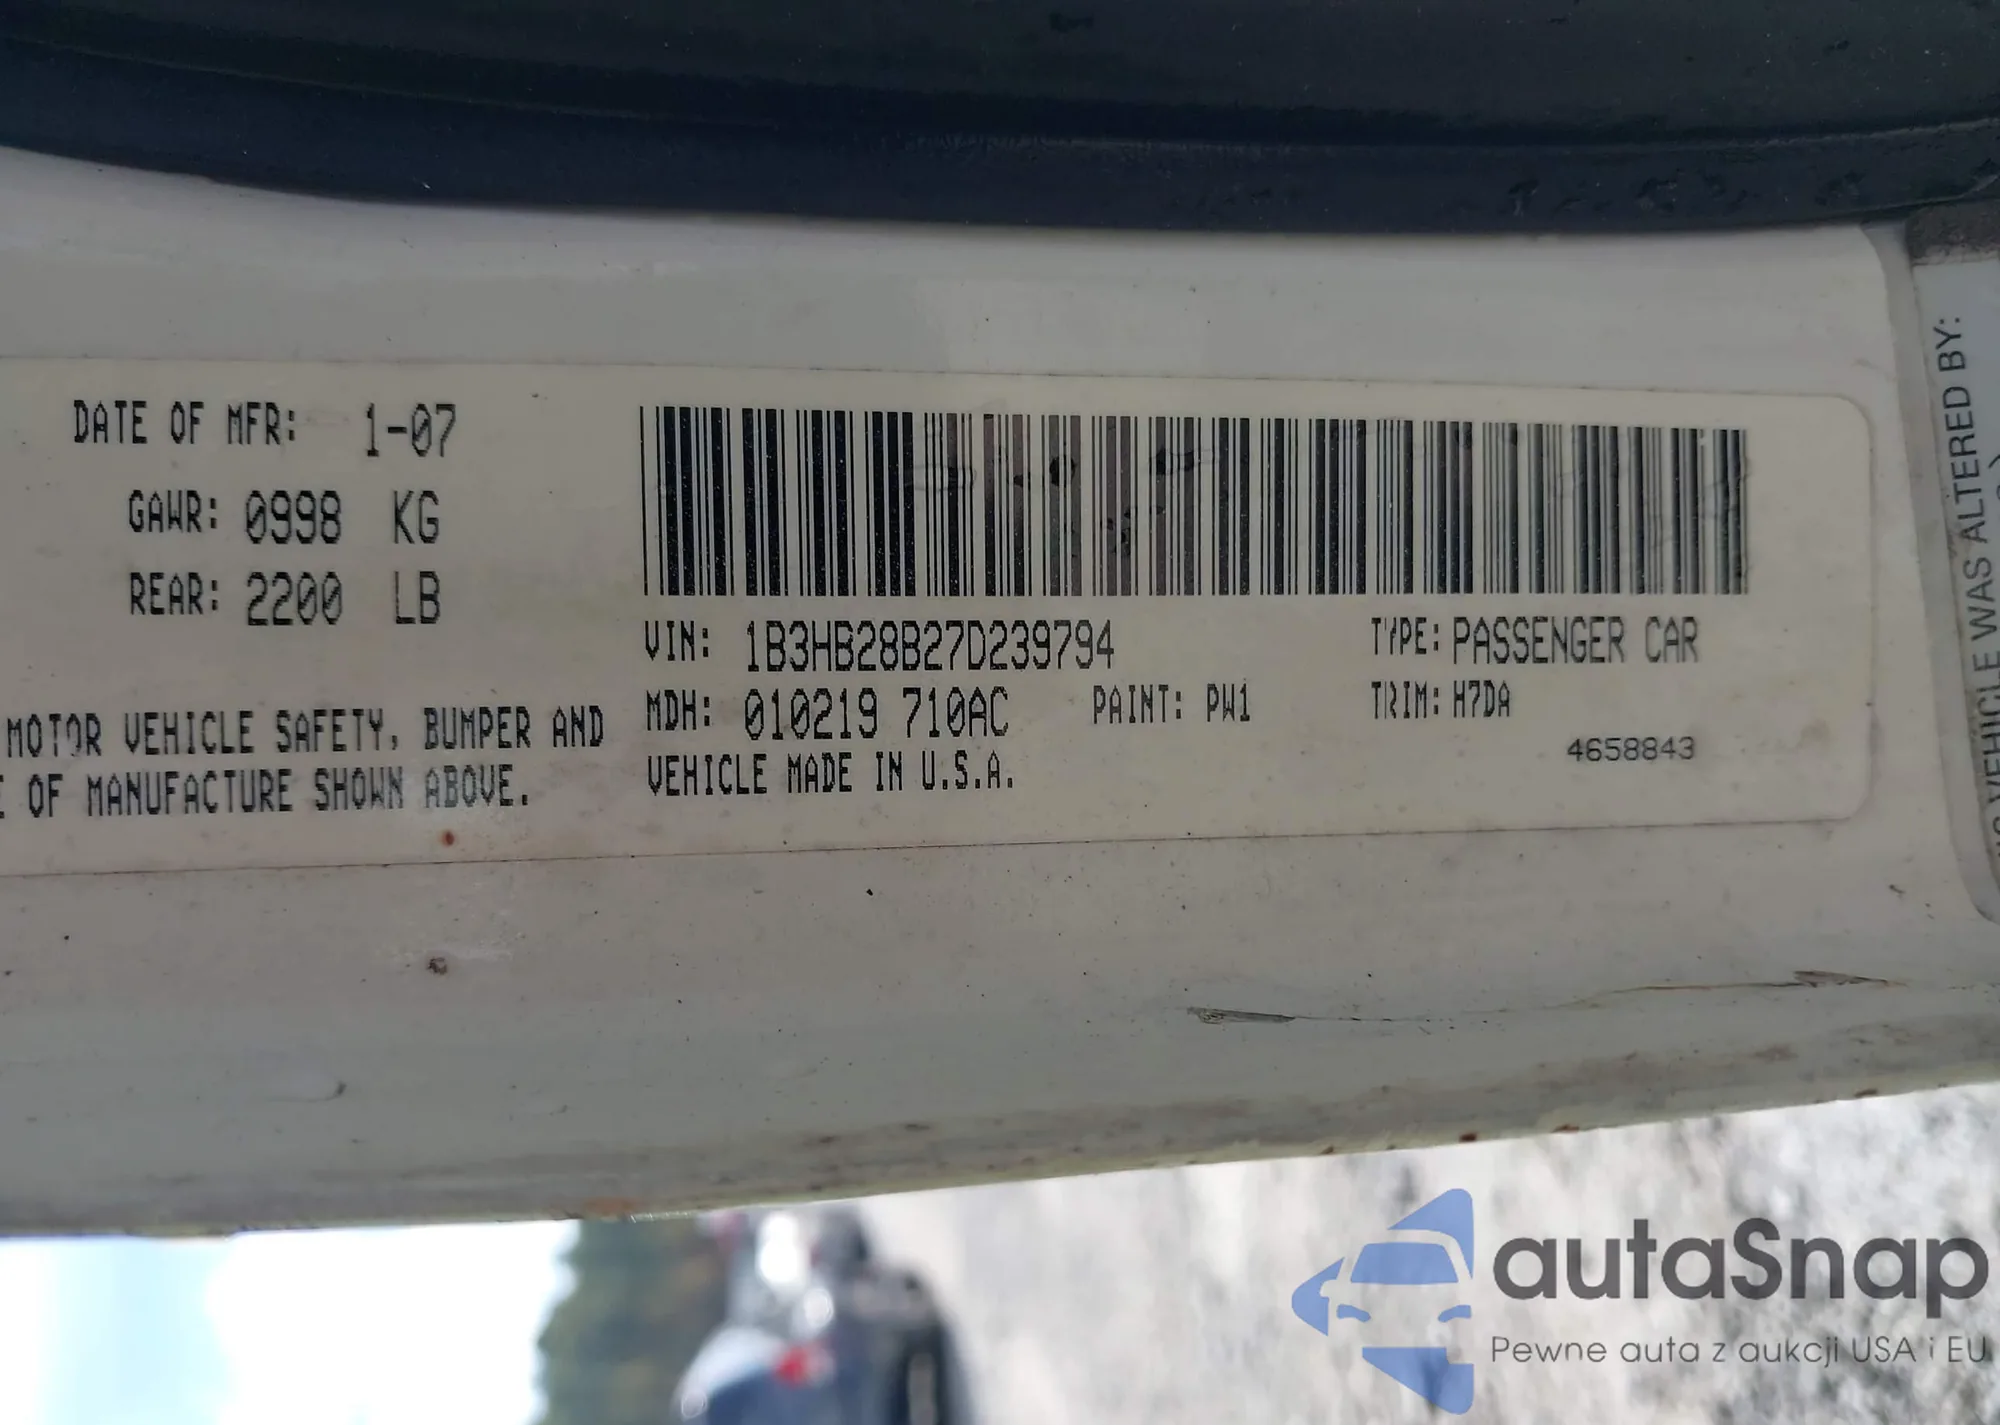 DATE OF MFR: 1-07
GAWR: 0998 KG
REAR: 2200 LB
MOTOR VEHICLE SAFETY, BUMPER AND
OF MANUFACTURE SHOWN ABOVE.
VIN: 1B3HB28B27D239794
TYPE: PASSENGER CAR
MDH: 010219 710AC
PAINT: PW1
TRIM: H7DA
VEHICLE MADE IN U.S.A.
4658843
VEHICLE WAS ALTERED BY:
autaSnap
Pewne auta z aukcji USA i EU